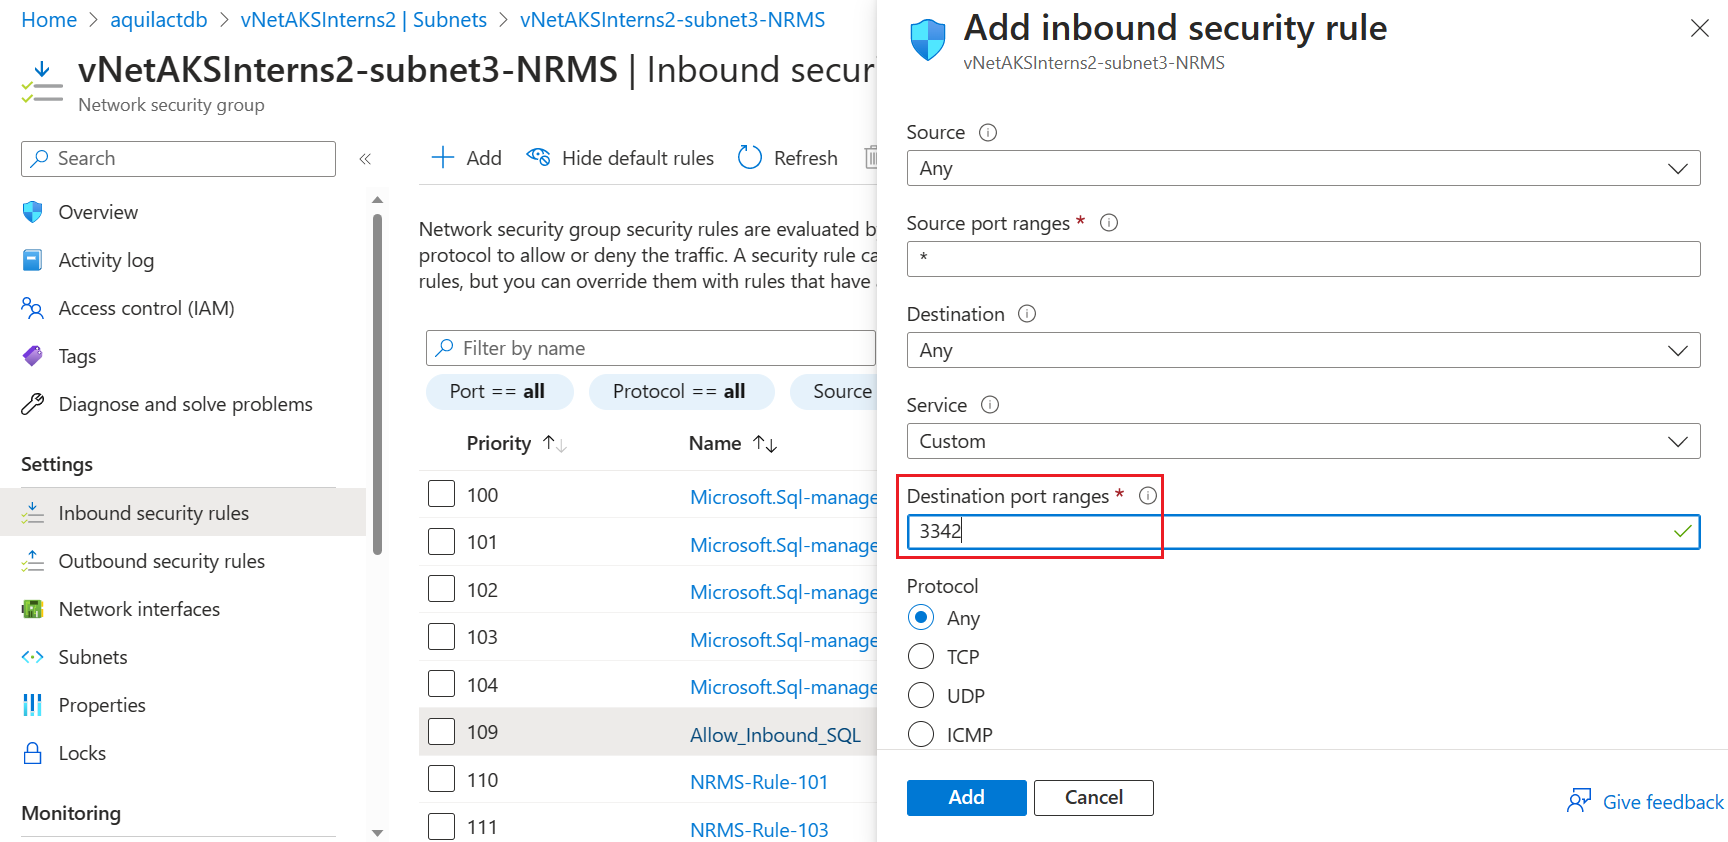 Home > aquilactdb > vNetAKSInterns2 | Subnets > vNetAKSInterns2-subnet3-NRMS
vNetAKSInterns2-subnet3-NRMS | Inbound secur
Network security group
Search
«
Overview
Activity log
Access control (IAM)
Tags
Diagnose and solve problems
Settings
Inbound security rules
Outbound security rules
Network interfaces
Subnets
Properties
Locks
Monitoring
Add Hide default rules Refresh
Network security group security rules are evaluated b
protocol to allow or deny the traffic. A security rule ca
rules, but you can override them with rules that have
Filter by name
Port == all Protocol == all Source
Priority Name
100 Microsoft.Sql-manage
101 Microsoft.Sql-manage
102 Microsoft.Sql-manage
103 Microsoft.Sql-manage
104 Microsoft.Sql-manage
109 Allow_Inbound_SQL
110 NRMS-Rule-101
111 NRMS-Rule-103
Add inbound security rule
vNetAKSInterns2-subnet3-NRMS
Source
Any
Source port ranges *
*
Destination
Any
Service
Custom
Destination port ranges *
3342
Protocol
Any
TCP
UDP
ICMP
Add Cancel
Give feedback